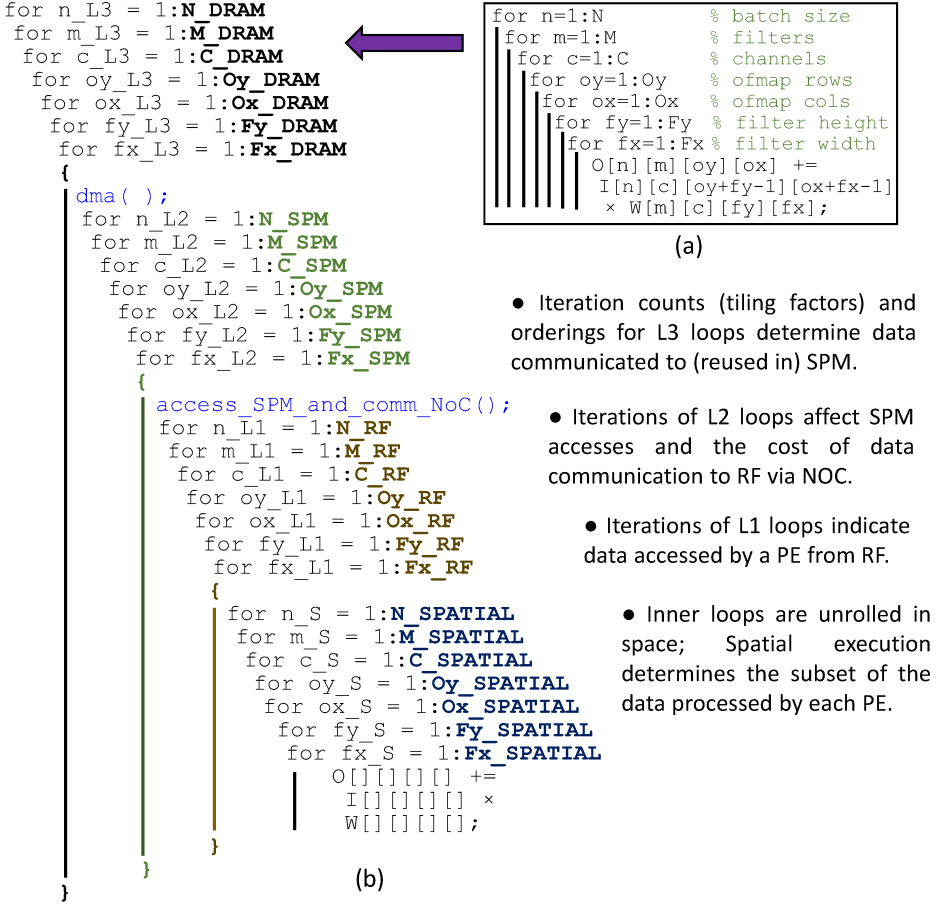 for n_L3 = 1:N_DRAM
for m_L3 = 1:M_DRAM
for c_L3 = 1:C_DRAM
for oy_L3 = 1:Oy_DRAM
for ox_L3 = 1:Ox_DRAM
for fy_L3 = 1:Fy_DRAM
for fx_L3 = 1:Fx_DRAM
{
dma( );
for n_L2 = 1:N_SPM
for m_L2 = 1:M_SPM
for c_L2 = 1:C_SPM
for oy_L2 = 1:Oy_SPM
for ox_L2 = 1:Ox_SPM
for fy_L2 = 1:Fy_SPM
for fx_L2 = 1:Fx_SPM
{
access_SPM_and_comm_NoC();
for n_L1 = 1:N_RF
for m_L1 = 1:M_RF
for c_L1 = 1:C_RF
for oy_L1 = 1:Oy_RF
for ox_L1 = 1:Ox_RF
for fy_L1 = 1:Fy_RF
for fx_L1 = 1:Fx_RF
{
for n_S = 1:N_SPATIAL
for m_S = 1:M_SPATIAL
for c_S = 1:C_SPATIAL
for oy_S = 1:Oy_SPATIAL
for ox_S = 1:Ox_SPATIAL
for fy_S = 1:Fy_SPATIAL
for fx_S = 1:Fx_SPATIAL
O[][][][] +=
I[][][][] ×
W[][][][];
}
}
}
(b)
for n=1:N % batch size
for m=1:M % filters
for c=1:C % channels
for oy=1:Oy % ofmap rows
for ox=1:Ox % ofmap cols
for fy=1:Fy % filter height
for fx=1:Fx % filter width
O[n][m][oy][ox] +=
I[n][c][oy+fy-1][ox+fx-1]
× W[m][c][fy][fx];
(a)
● Iteration counts (tiling factors) and
orderings for L3 loops determine data
communicated to (reused in) SPM.
● Iterations of L2 loops affect SPM
accesses and the cost of data
communication to RF via NOC.
● Iterations of L1 loops indicate
data accessed by a PE from RF.
● Inner loops are unrolled in
space; Spatial execution
determines the subset of the
data processed by each PE.